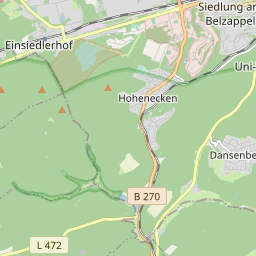 Siedlung am
Belzappel
Einsiedlerhof
Uni-
Hohenecken
Dansenbe
B 270
L 472